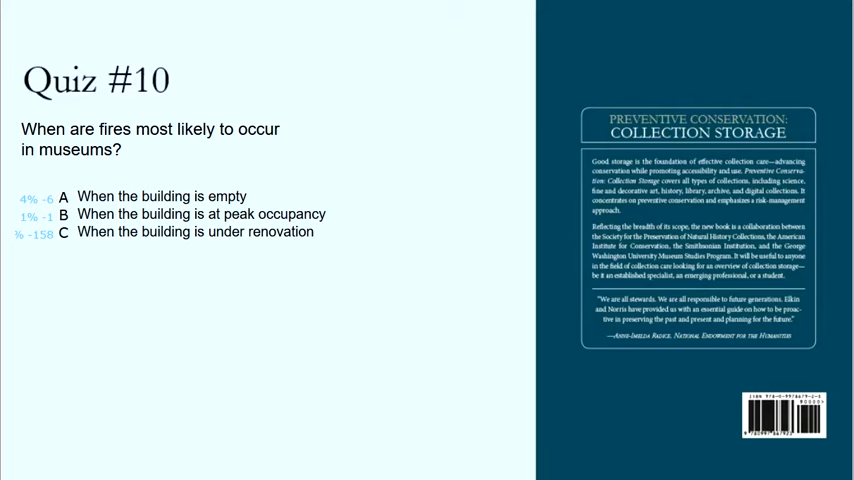 Quiz #10
When are fires most likely to occur
in museums?
4% -6 A When the building is empty
1% -1 B When the building is at peak occupancy
% -158 C When the building is under renovation
PREVENTIVE CONSERVATION:
COLLECTION STORAGE
Good storage is the foundation of effective collection care—advancing
conservation while promoting accessibility and use. Preventive Conserva-
tion: Collection Storage covers all types of collections, including science,
fine and decorative art, history, library, archive, and digital collections. It
concentrates on preventive conservation and emphasizes a risk-management
approach.
Reflecting the breadth of its scope, the new book is a collaboration between
the Society for the Preservation of Natural History Collections, the American
Institute for Conservation, the Smithsonian Institution, and the George
Washington University Museum Studies Program. It will be useful to anyone
in the field of collection care looking for an overview of collection storage—
be it an established specialist, an emerging professional, or a student.
"We are all stewards. We are all responsible to future generations. Elkin
and Norris have provided us with an essential guide on how to be proac-
tive in preserving the past and present and planning for the future."
—Anne-Imelda Radice, National Endowment for the Humanities
90000>